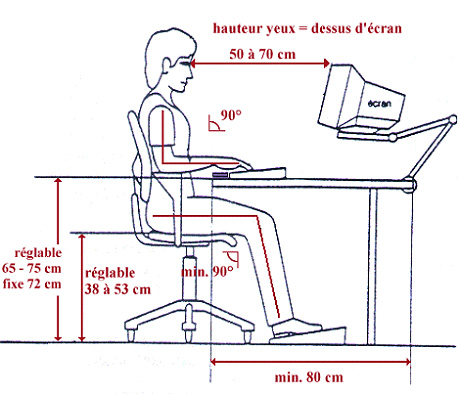 hauteur yeux = dessus d'écran
50 à 70 cm
écran
90°
réglable
65 - 75 cm
fixe 72 cm
réglable
38 à 53 cm
min. 90°
min. 80 cm